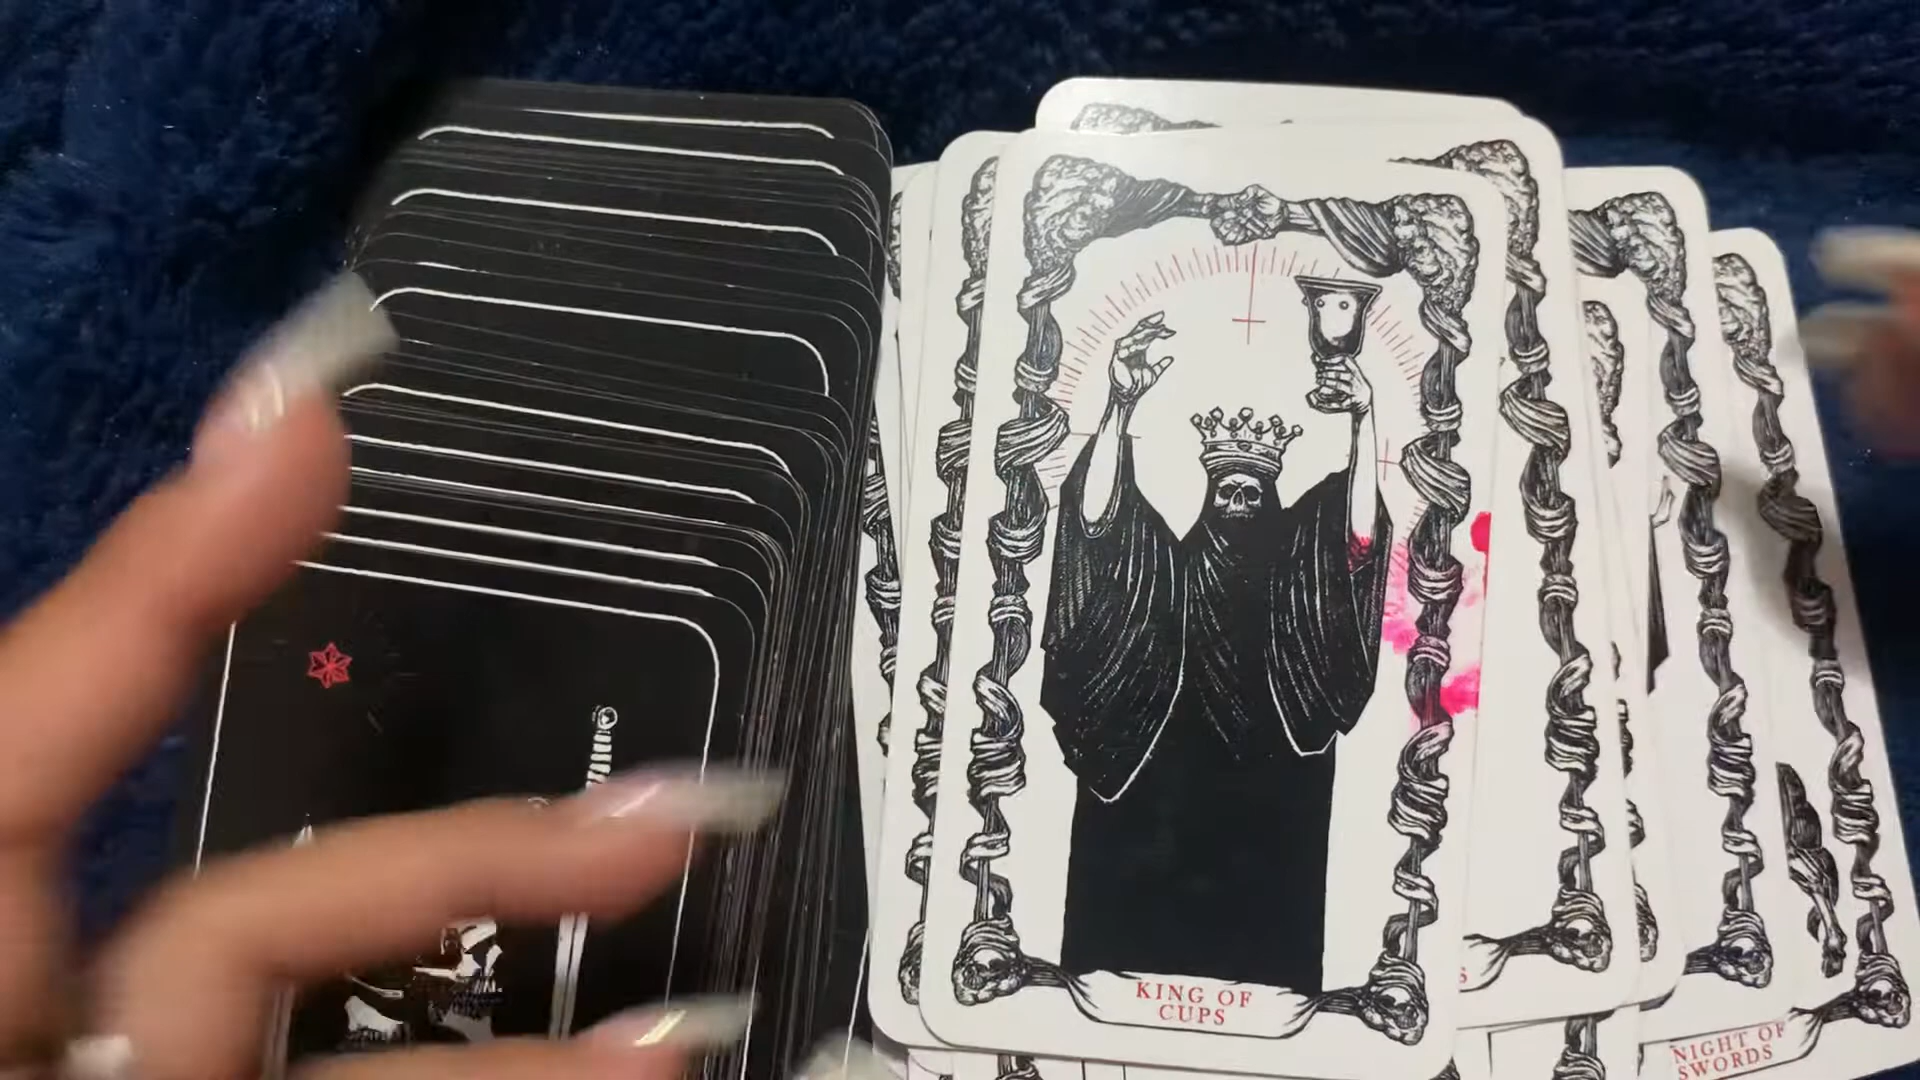 KING OF
CUPS
S
NIGHT OF
SWORDS